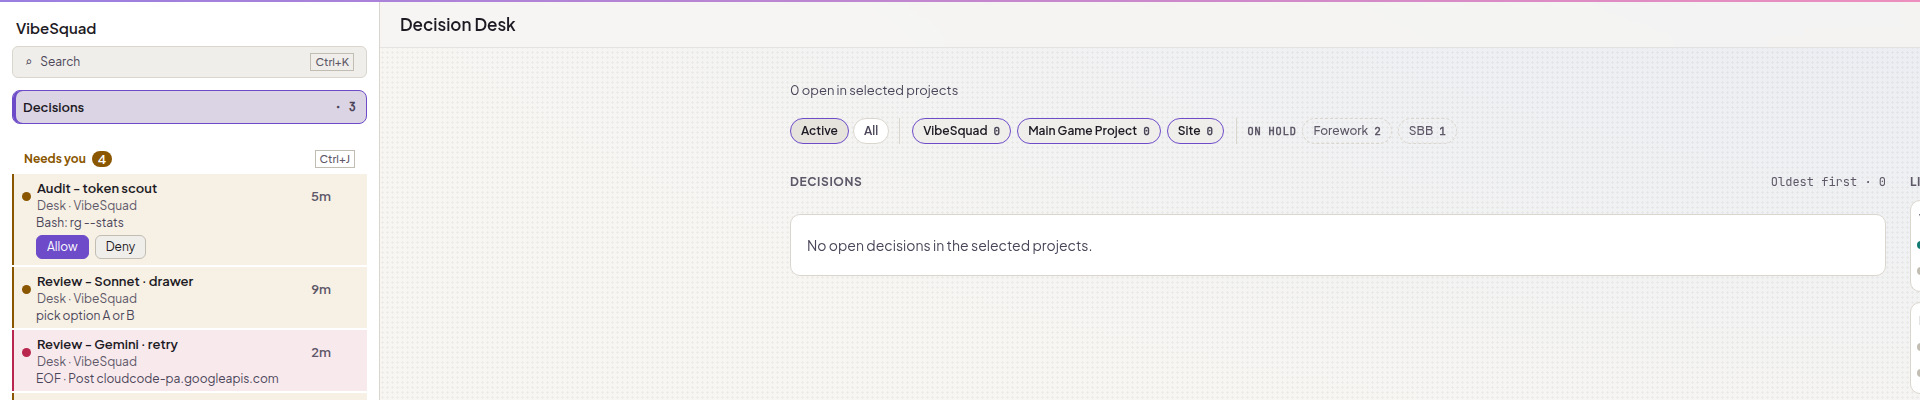 VibeSquad
Search Ctrl+K
Decisions · 3
Needs you 4 Ctrl+J
Audit – token scout 5m
Desk · VibeSquad
Bash: rg --stats
Allow Deny
Review – Sonnet · drawer 9m
Desk · VibeSquad
pick option A or B
Review – Gemini · retry 2m
Desk · VibeSquad
EOF · Post cloudcode-pa.googleapis.com
Decision Desk
0 open in selected projects
Active All VibeSquad 0 Main Game Project 0 Site 0 ON HOLD Forework 2 SBB 1
DECISIONS Oldest first · 0
No open decisions in the selected projects.